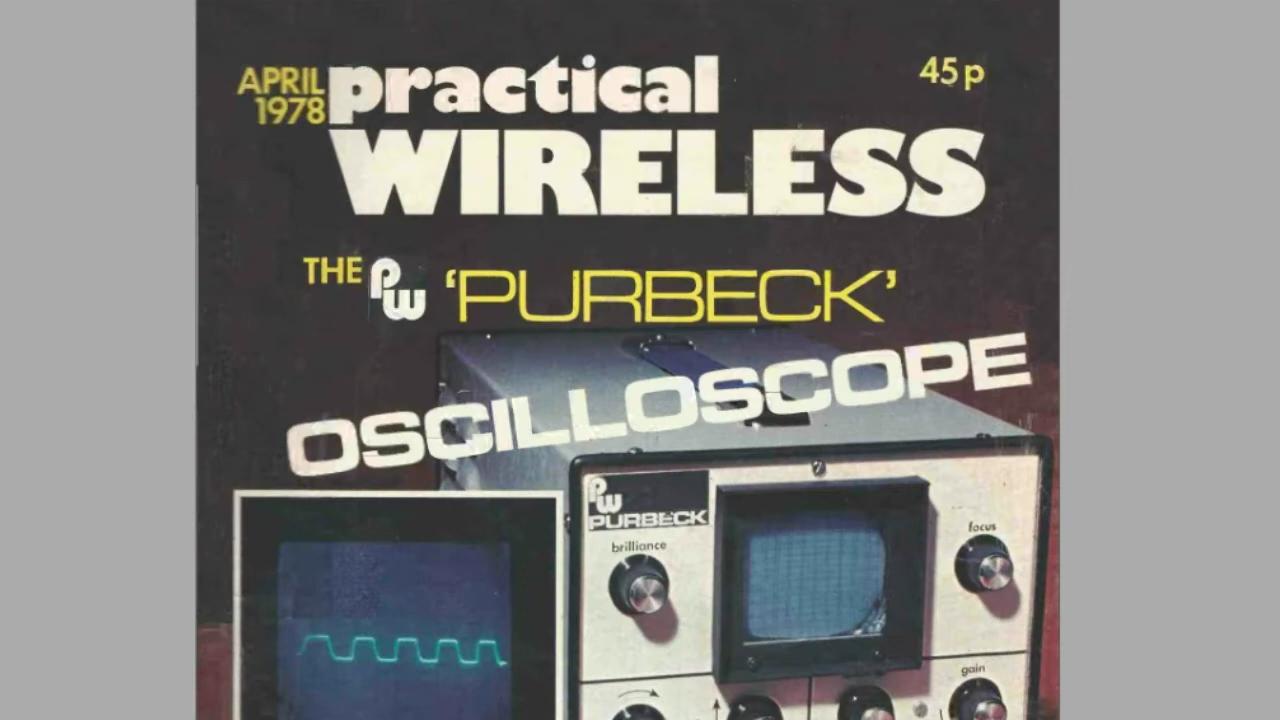 APRIL
1978
practical
WIRELESS
45p
THE PW 'PURBECK'
OSCILLOSCOPE
PW
PURBECK
brilliance
focus
gain